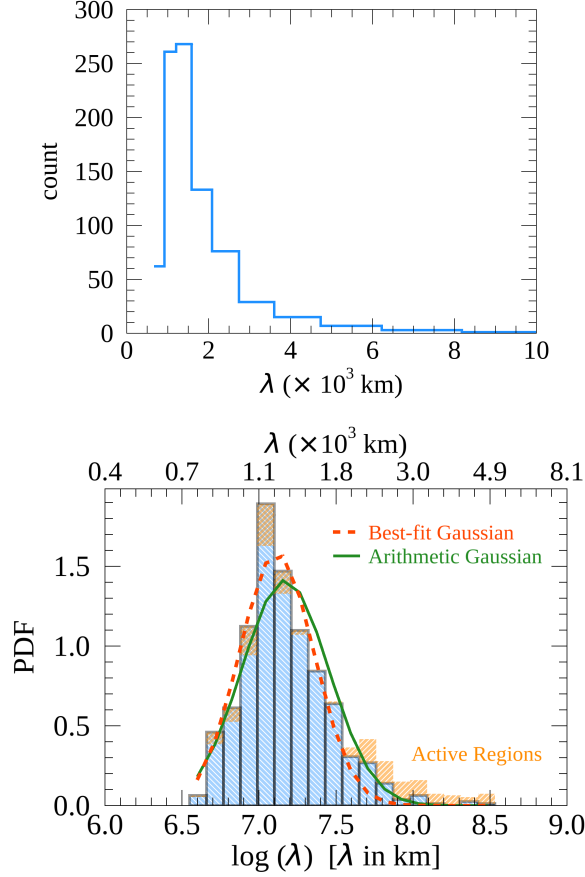 300
250
200
150
100
50
0
count
0 2 4 6 8 10
λ (× 10³ km)
λ (×10³ km)
0.4 0.7 1.1 1.8 3.0 4.9 8.1
Best-fit Gaussian
Arithmetic Gaussian
1.5
1.0
0.5
0.0
PDF
Active Regions
6.0 6.5 7.0 7.5 8.0 8.5 9.0
log (λ) [λ in km]